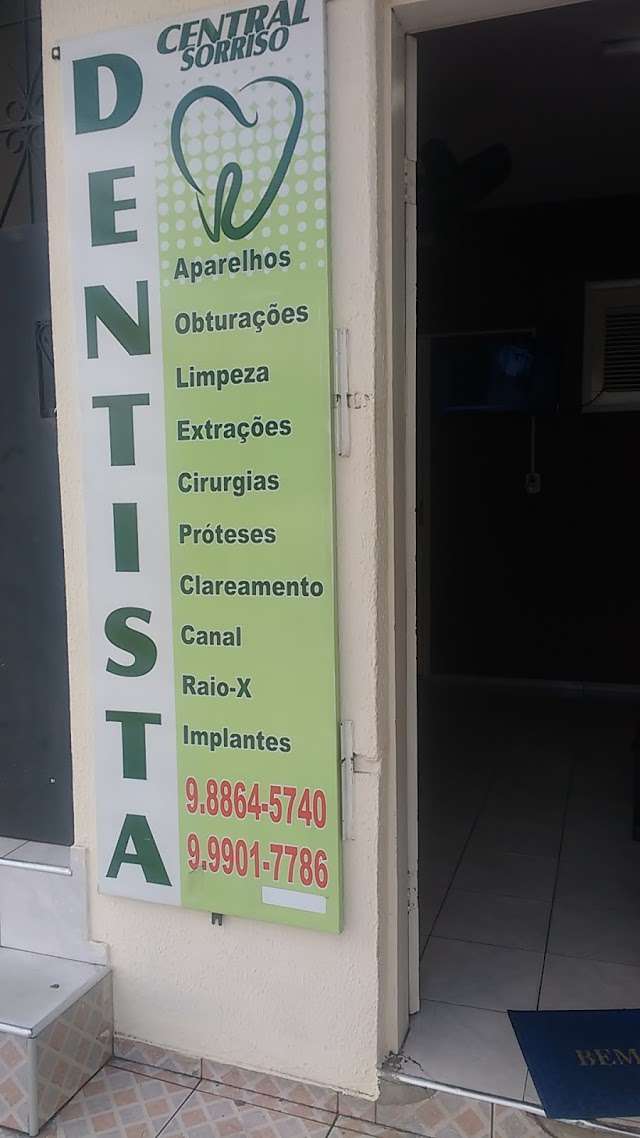 CENTRAL
SORRISO
DENTISTA
Aparelhos
Obturações
Limpeza
Extrações
Cirurgias
Próteses
Clareamento
Canal
Raio-X
Implantes
9.8864-5740
9.9901-7786
BEM